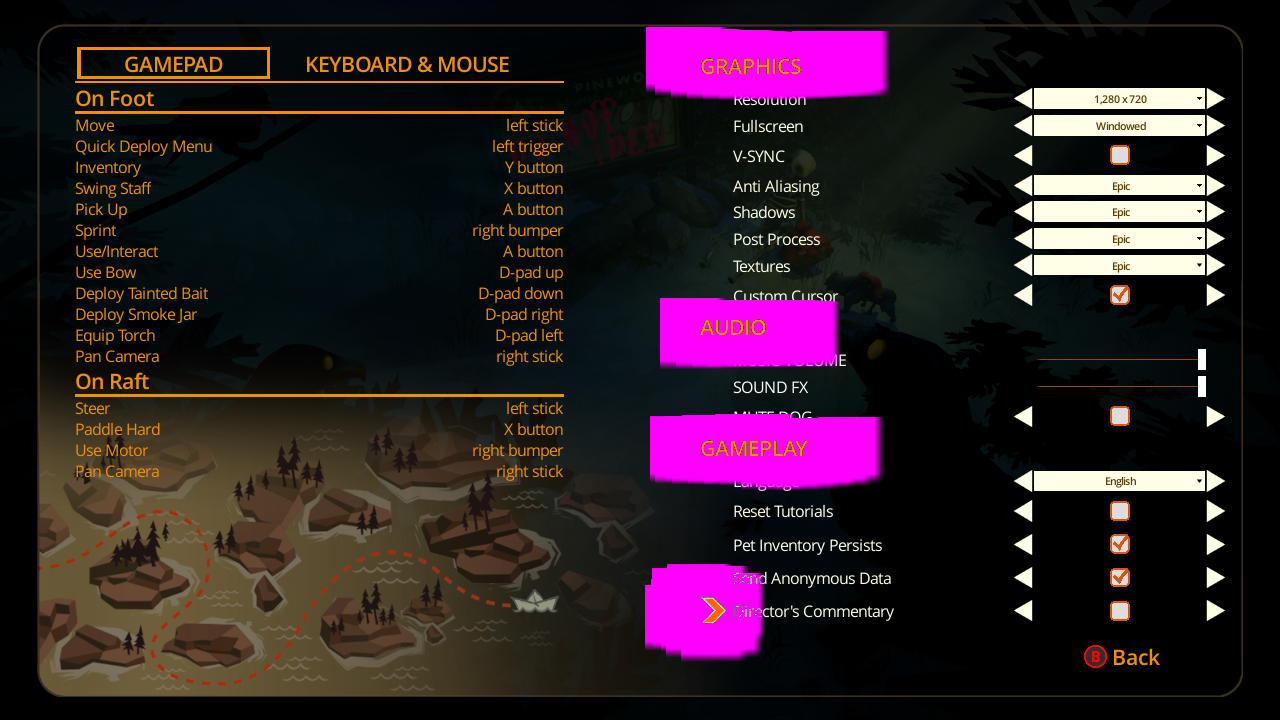 GAMEPAD
KEYBOARD & MOUSE
On Foot
Move left stick
Quick Deploy Menu left trigger
Inventory Y button
Swing Staff X button
Pick Up A button
Sprint right bumper
Use/Interact A button
Use Bow D-pad up
Deploy Tainted Bait D-pad down
Deploy Smoke Jar D-pad right
Equip Torch D-pad left
Pan Camera right stick
On Raft
Steer left stick
Paddle Hard X button
Use Motor right bumper
Pan Camera right stick
GRAPHICS
Resolution 1,280 x 720
Fullscreen Windowed
V-SYNC
Anti Aliasing Epic
Shadows Epic
Post Process Epic
Textures Epic
Custom Cursor
AUDIO
MUSIC VOLUME
SOUND FX
MUTE DOG
GAMEPLAY
Language English
Reset Tutorials
Pet Inventory Persists
Send Anonymous Data
Director's Commentary
B Back